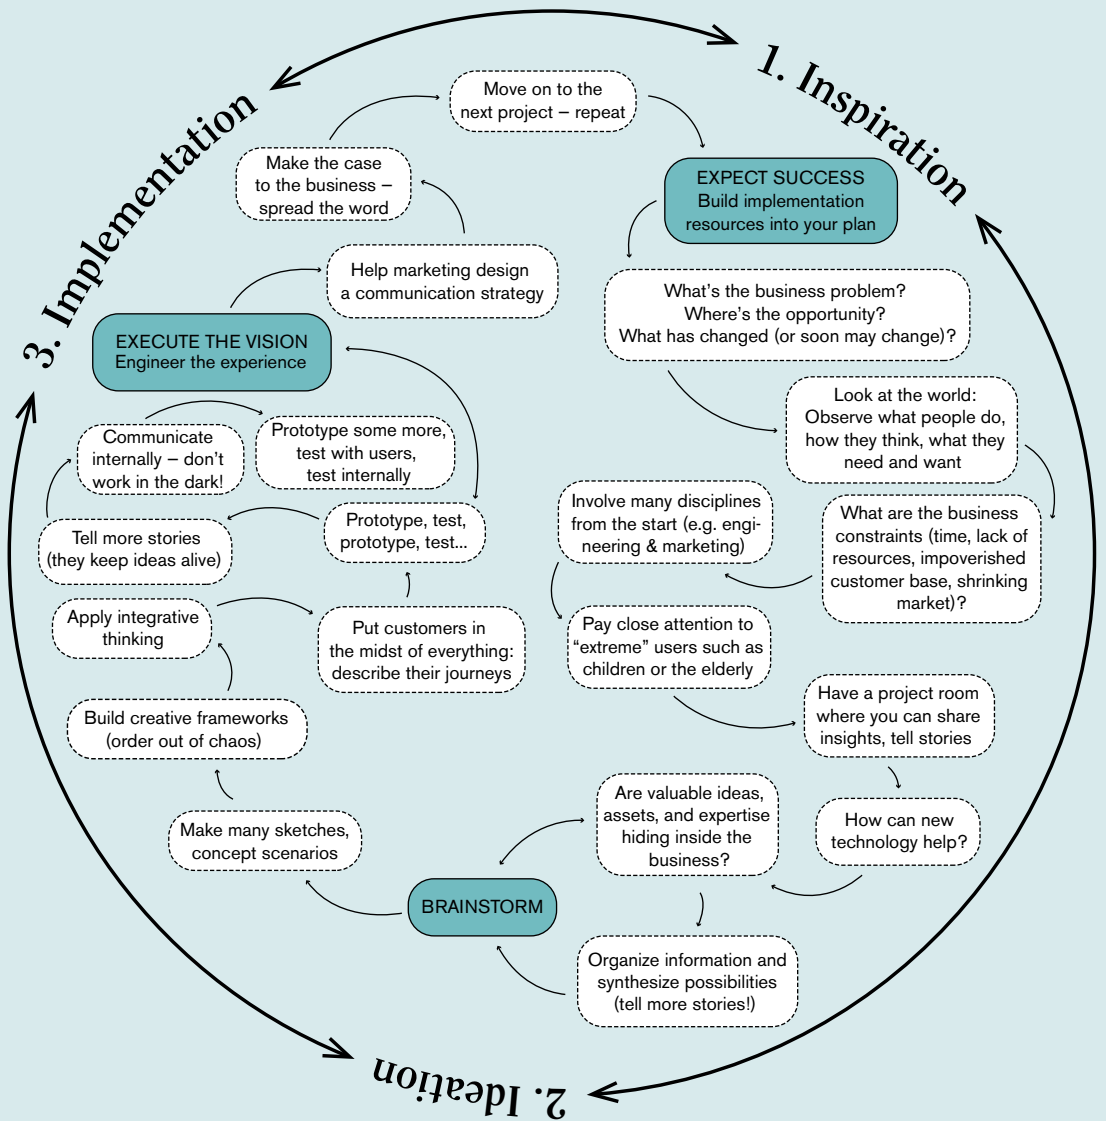 1. Inspiration
Move on to the
next project – repeat
EXPECT SUCCESS
Build implementation
resources into your plan
What’s the business problem?
Where’s the opportunity?
What has changed (or soon may change)?
Look at the world:
Observe what people do,
how they think, what they
need and want
What are the business
constraints (time, lack of
resources, impoverished
customer base, shrinking
market)?
Involve many disciplines
from the start (e.g. engi-
neering & marketing)
Pay close attention to
“extreme” users such as
children or the elderly
Have a project room
where you can share
insights, tell stories
How can new
technology help?
Are valuable ideas,
assets, and expertise
hiding inside the
business?
Organize information and
synthesize possibilities
(tell more stories!)
2. Ideation
BRAINSTORM
Make many sketches,
concept scenarios
Build creative frameworks
(order out of chaos)
Apply integrative
thinking
Put customers in
the midst of everything:
describe their journeys
Prototype, test,
prototype, test...
Tell more stories
(they keep ideas alive)
Communicate
internally – don’t
work in the dark!
Prototype some more,
test with users,
test internally
3. Implementation
EXECUTE THE VISION
Engineer the experience
Help marketing design
a communication strategy
Make the case
to the business –
spread the word